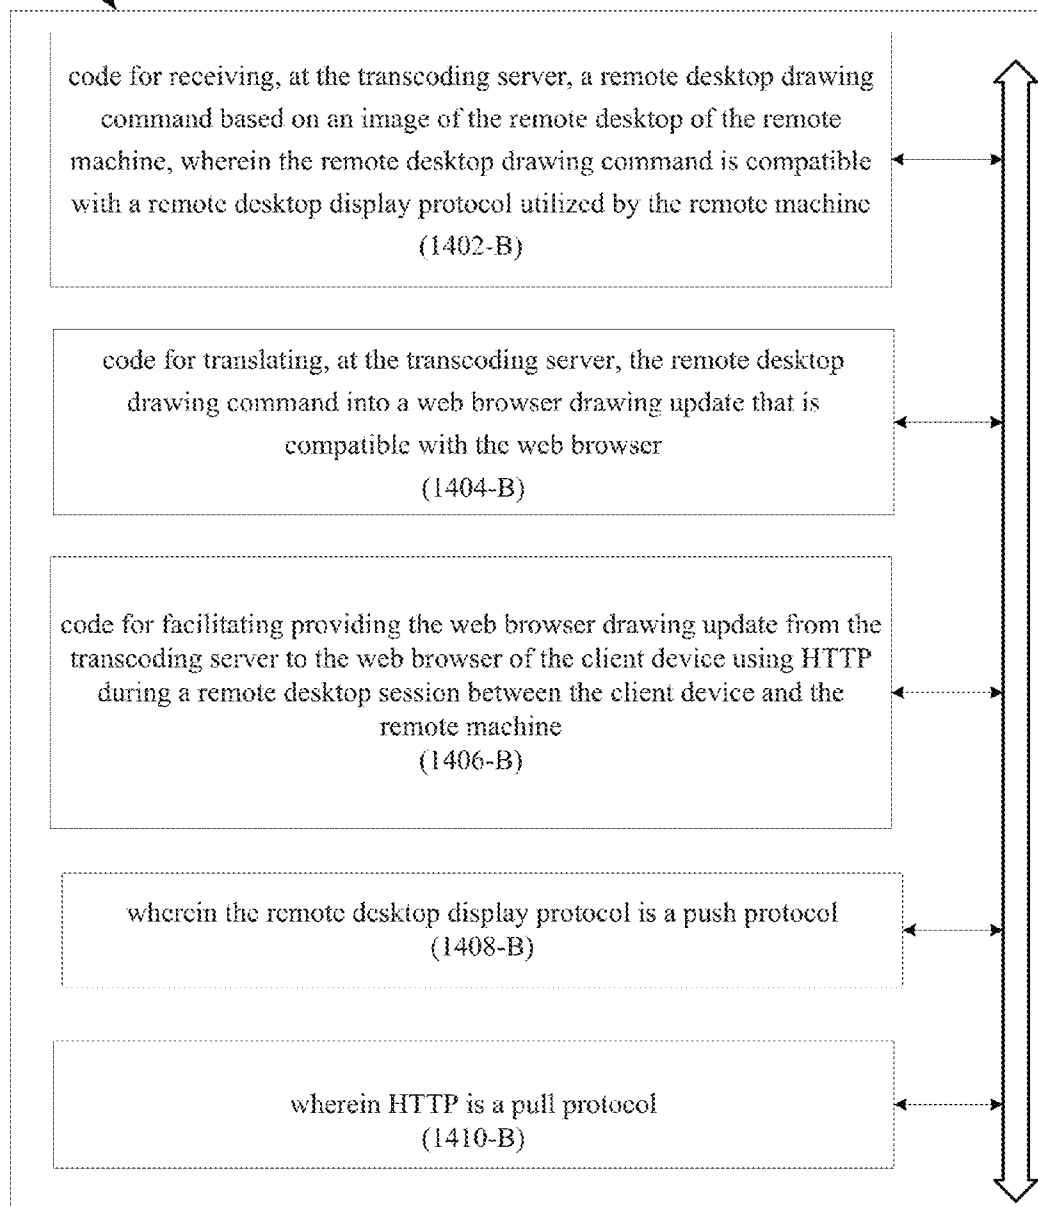 code for receiving, at the transcoding server, a remote desktop drawing
command based on an image of the remote desktop of the remote
machine, wherein the remote desktop drawing command is compatible
with a remote desktop display protocol utilized by the remote machine
(1402-B)
code for translating, at the transcoding server, the remote desktop
drawing command into a web browser drawing update that is
compatible with the web browser
(1404-B)
code for facilitating providing the web browser drawing update from the
transcoding server to the web browser of the client device using HTTP
during a remote desktop session between the client device and the
remote machine
(1406-B)
wherein the remote desktop display protocol is a push protocol
(1408-B)
wherein HTTP is a pull protocol
(1410-B)